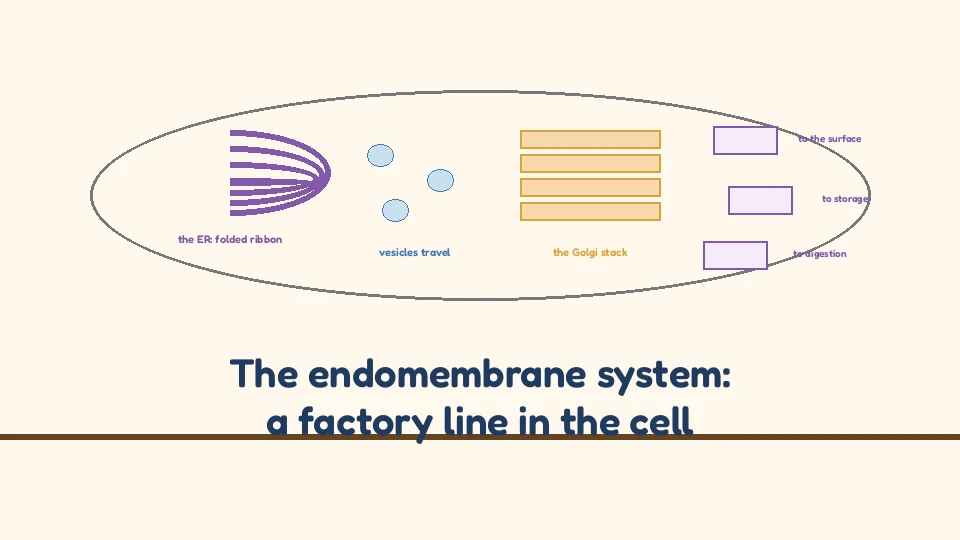 to the surface
to storage
the ER: folded ribbon
vesicles travel
the Golgi stack
to digestion
The endomembrane system:
a factory line in the cell